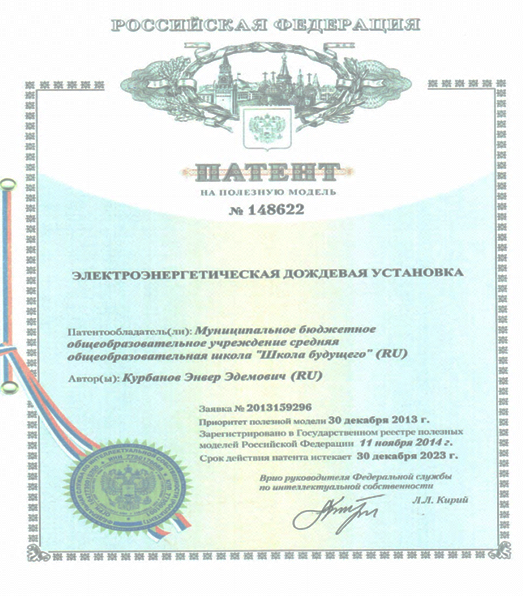 РОССИЙСКАЯ ФЕДЕРАЦИЯ
ПАТЕНТ
НА ПОЛЕЗНУЮ МОДЕЛЬ
№ 148622
ЭЛЕКТРОЭНЕРГЕТИЧЕСКАЯ ДОЖДЕВАЯ УСТАНОВКА
Патентообладатель(ли): Муниципальное бюджетное
общеобразовательное учреждение средняя
общеобразовательная школа "Школа будущего" (RU)
Автор(ы): Курбанов Энвер Эдемович (RU)
Заявка № 2013159296
Приоритет полезной модели 30 декабря 2013 г.
Зарегистрировано в Государственном реестре полезных
моделей Российской Федерации 11 ноября 2014 г.
Срок действия патента истекает 30 декабря 2023 г.
Врио руководителя Федеральной службы
по интеллектуальной собственности
Л.Л. Кирий